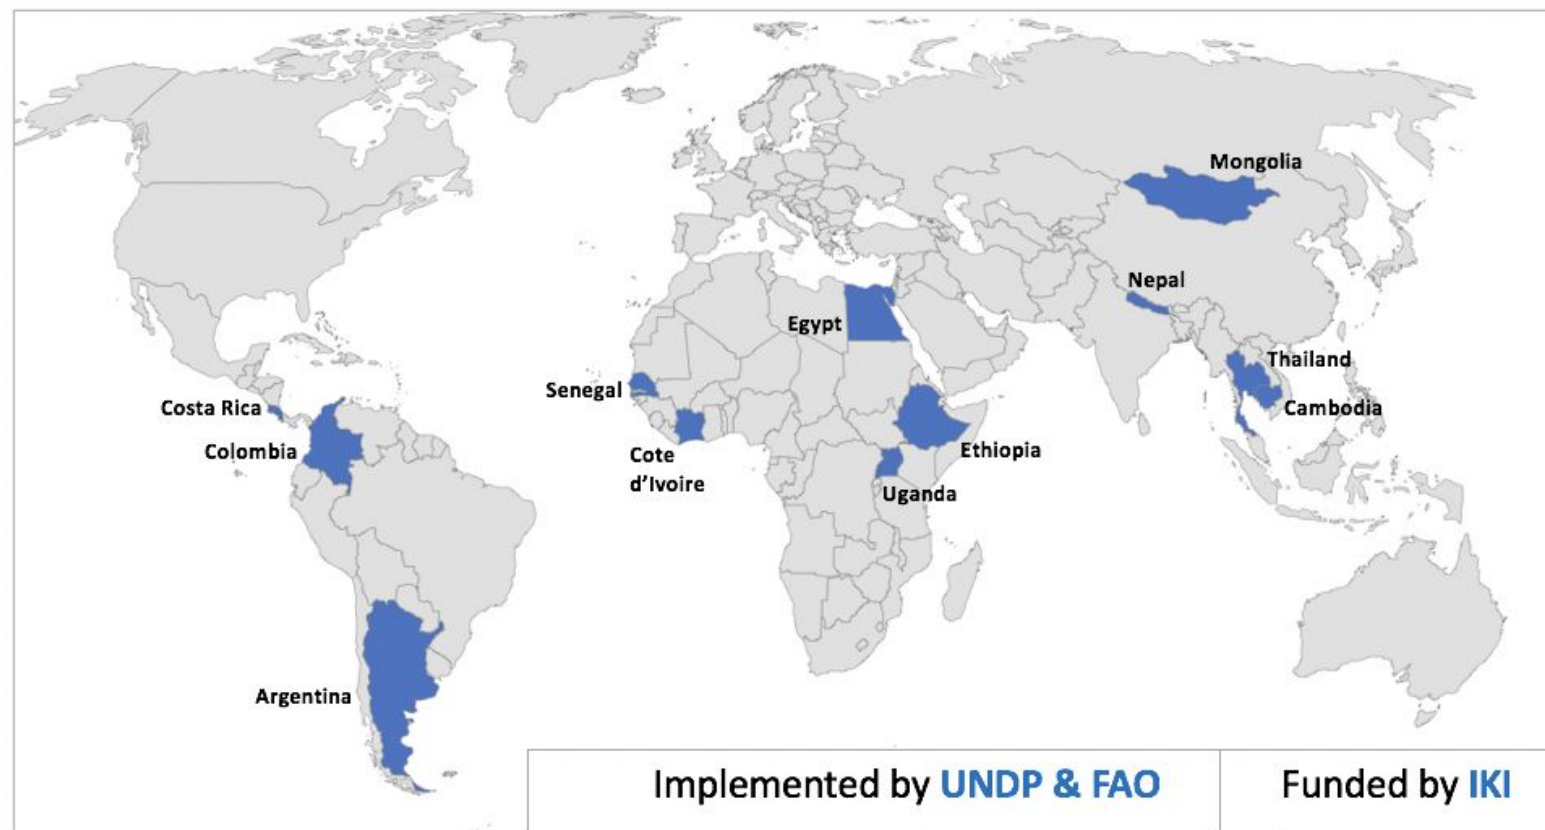 Mongolia
Nepal
Egypt
Thailand
Senegal
Costa Rica
Cambodia
Colombia
Ethiopia
Cote
d'Ivoire
Uganda
Argentina
Implemented by UNDP & FAO
Funded by IKI